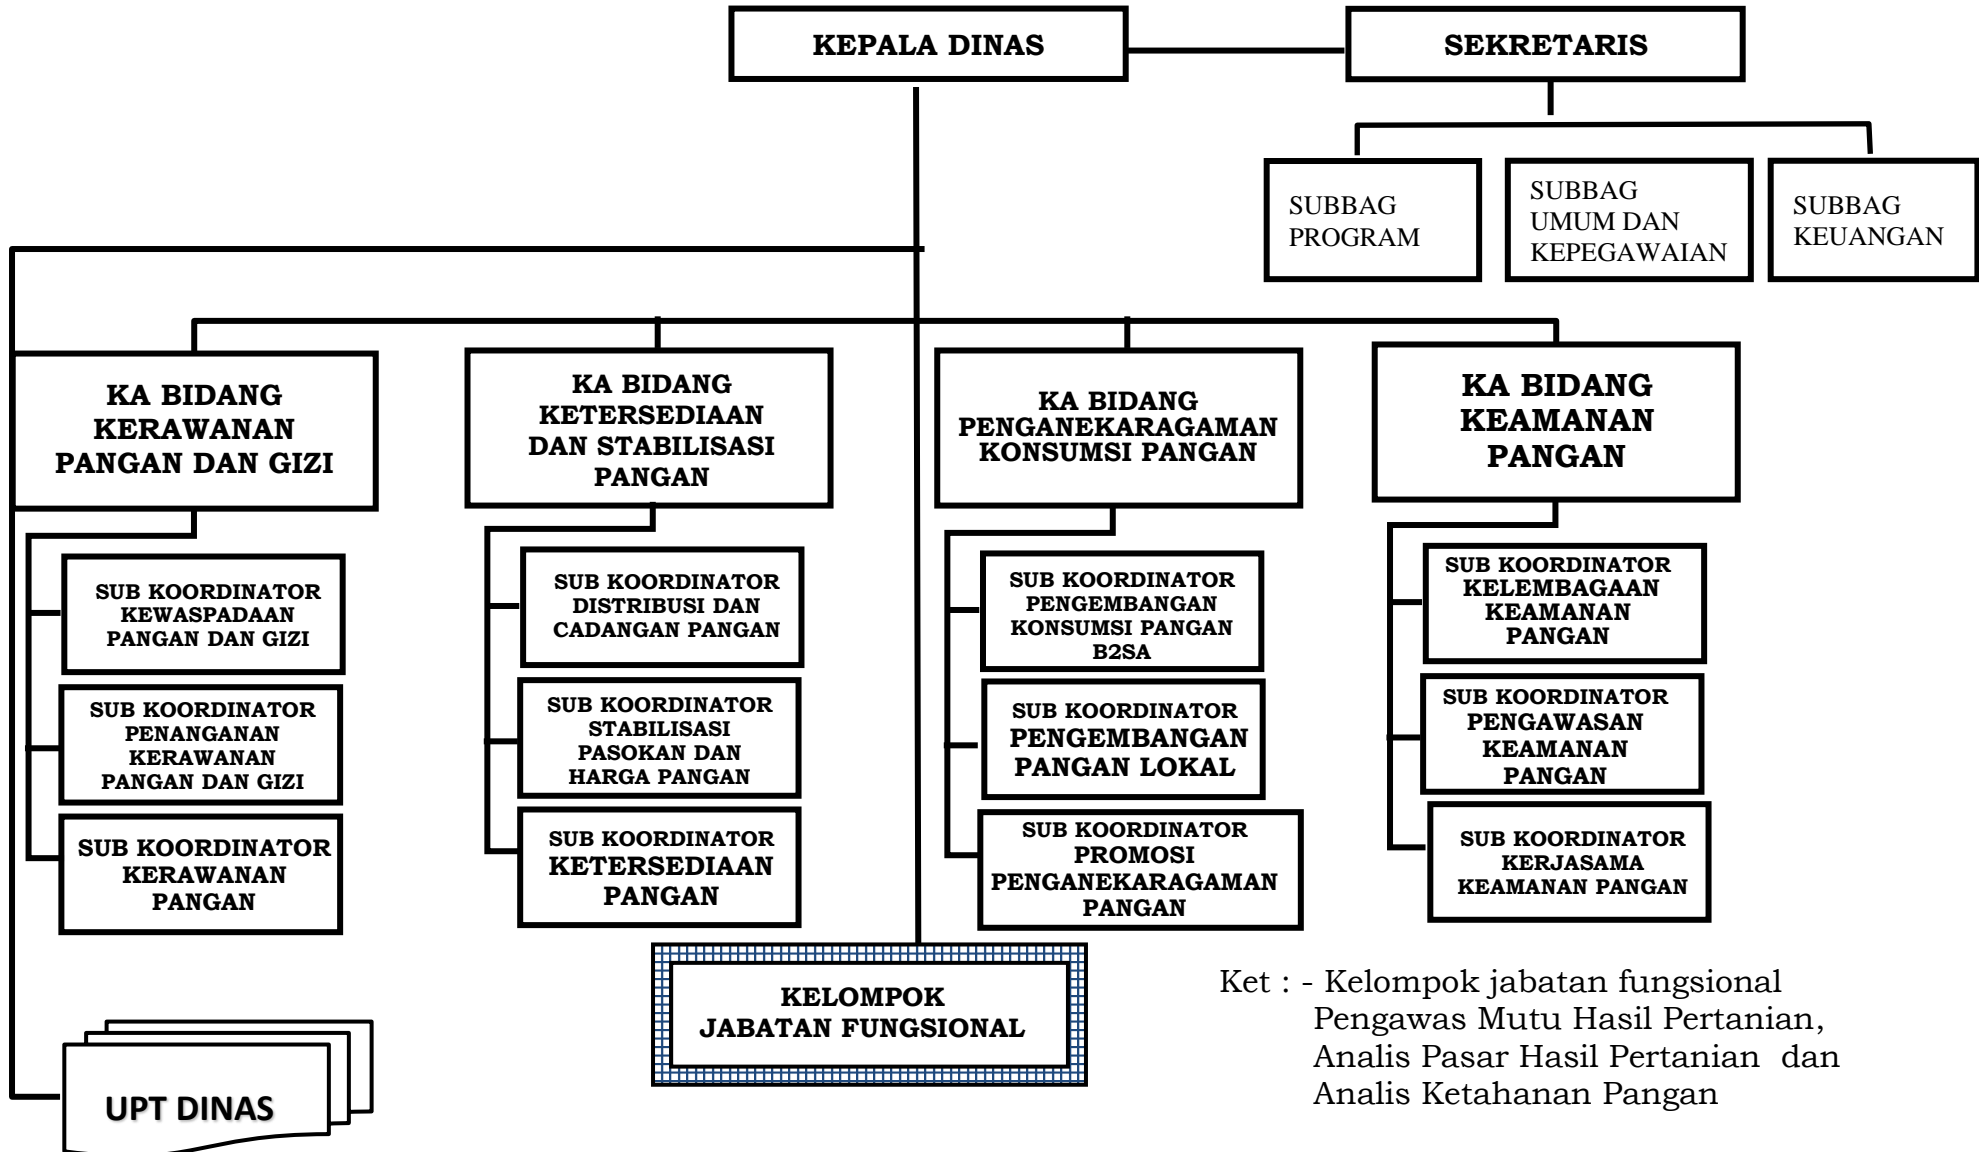 KEPALA DINAS
SEKRETARIS
SUBBAG
PROGRAM
SUBBAG
UMUM DAN
KEPEGAWAIAN
SUBBAG
KEUANGAN
KA BIDANG
KERAWANAN
PANGAN DAN GIZI
KA BIDANG
KETERSEDIAAN
DAN STABILISASI
PANGAN
KA BIDANG
PENGANEKARAGAMAN
KONSUMSI PANGAN
KA BIDANG
KEAMANAN
PANGAN
SUB KOORDINATOR
KEWASPADAAN
PANGAN DAN GIZI
SUB KOORDINATOR
PENANGANAN
KERAWANAN
PANGAN DAN GIZI
SUB KOORDINATOR
KERAWANAN
PANGAN
SUB KOORDINATOR
DISTRIBUSI DAN
CADANGAN PANGAN
SUB KOORDINATOR
STABILISASI
PASOKAN DAN
HARGA PANGAN
SUB KOORDINATOR
KETERSEDIAAN
PANGAN
SUB KOORDINATOR
PENGEMBANGAN
KONSUMSI PANGAN
B2SA
SUB KOORDINATOR
PENGEMBANGAN
PANGAN LOKAL
SUB KOORDINATOR
PROMOSI
PENGANEKARAGAMAN
PANGAN
SUB KOORDINATOR
KELEMBAGAAN
KEAMANAN
PANGAN
SUB KOORDINATOR
PENGAWASAN
KEAMANAN
PANGAN
SUB KOORDINATOR
KERJASAMA
KEAMANAN PANGAN
KELOMPOK
JABATAN FUNGSIONAL
UPT DINAS
Ket : - Kelompok jabatan fungsional
Pengawas Mutu Hasil Pertanian,
Analis Pasar Hasil Pertanian dan
Analis Ketahanan Pangan